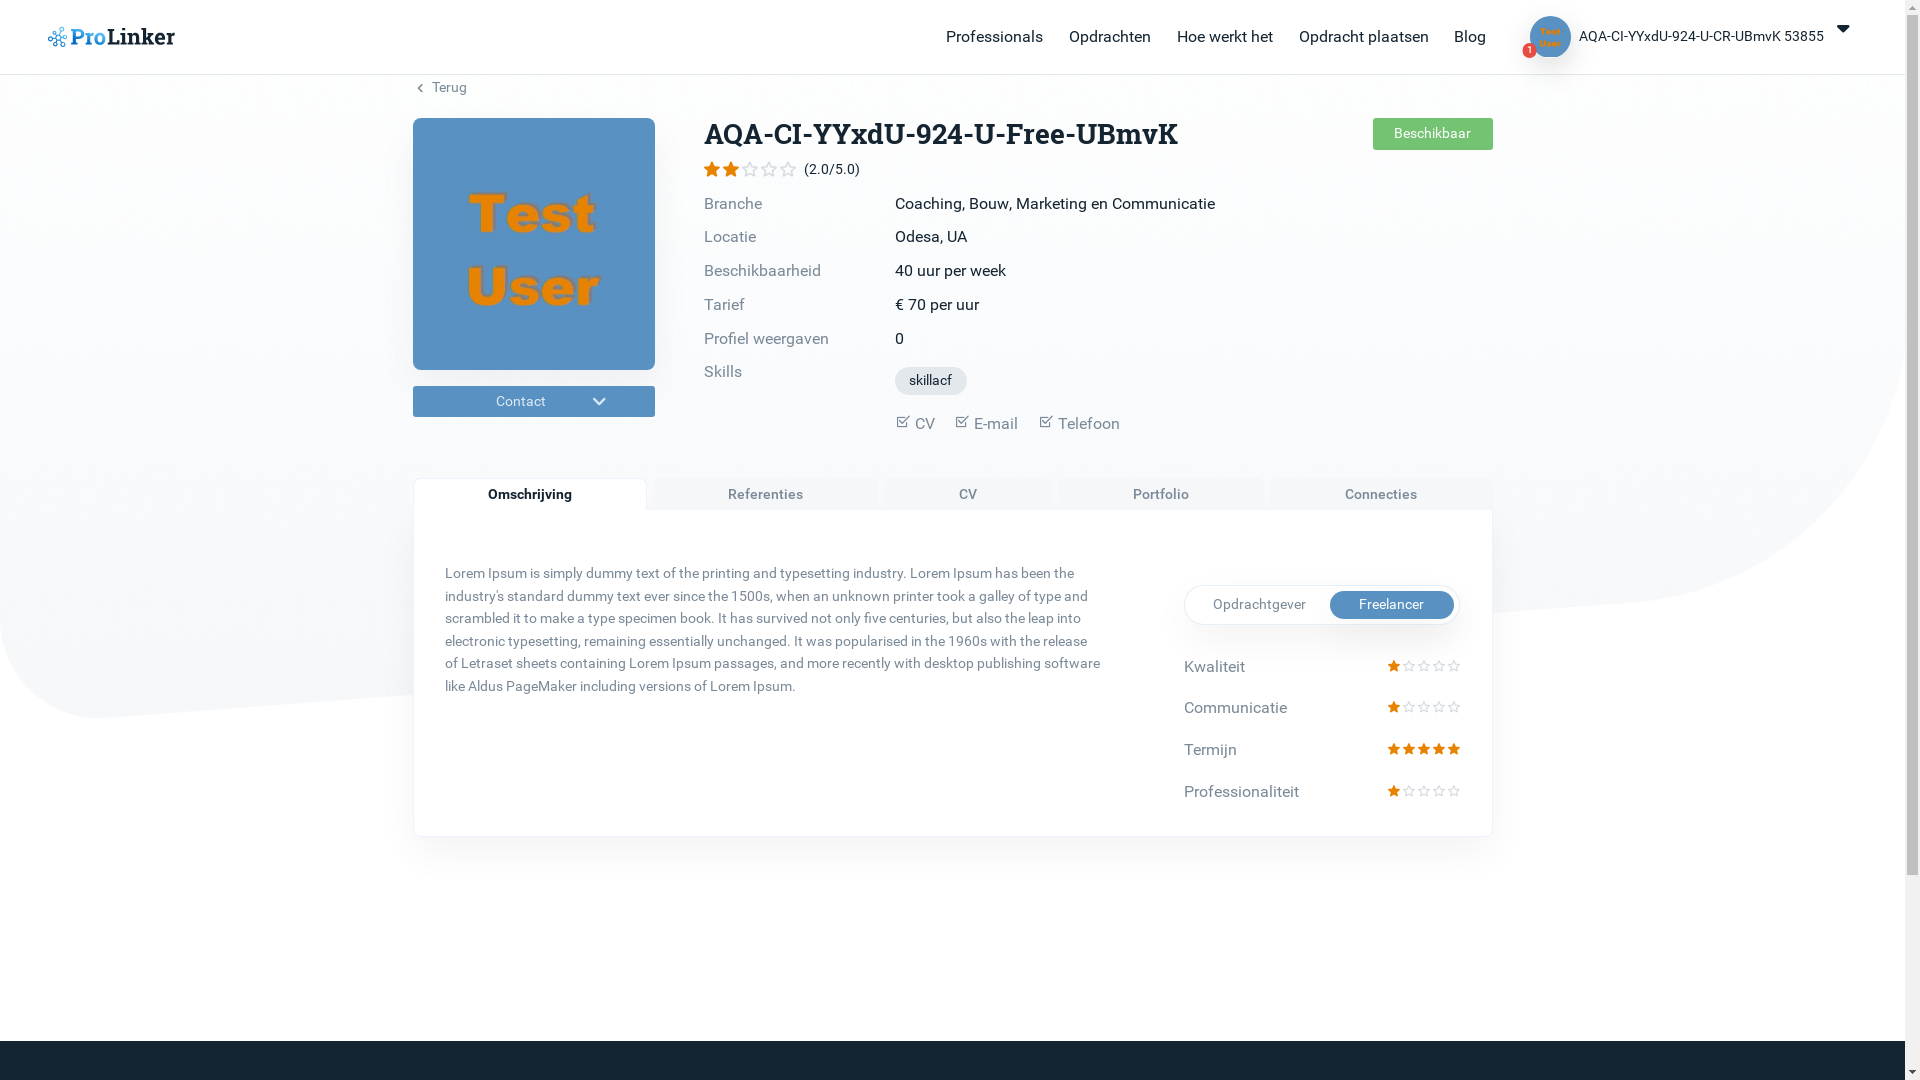 ProLinker
Professionals Opdrachten Hoe werkt het Opdracht plaatsen Blog
Test
User
1
AQA-CI-YYxdU-924-U-CR-UBmvK 53855
Terug
Test
User
Contact
AQA-CI-YYxdU-924-U-Free-UBmvK
Beschikbaar
(2.0/5.0)
Branche Coaching, Bouw, Marketing en Communicatie
Locatie Odesa, UA
Beschikbaarheid 40 uur per week
Tarief € 70 per uur
Profiel weergaven 0
Skills skillacf
CV E-mail Telefoon
Omschrijving Referenties CV Portfolio Connecties
Lorem Ipsum is simply dummy text of the printing and typesetting industry. Lorem Ipsum has been the
industry's standard dummy text ever since the 1500s, when an unknown printer took a galley of type and
scrambled it to make a type specimen book. It has survived not only five centuries, but also the leap into
electronic typesetting, remaining essentially unchanged. It was popularised in the 1960s with the release
of Letraset sheets containing Lorem Ipsum passages, and more recently with desktop publishing software
like Aldus PageMaker including versions of Lorem Ipsum.
Opdrachtgever Freelancer
Kwaliteit
Communicatie
Termijn
Professionaliteit